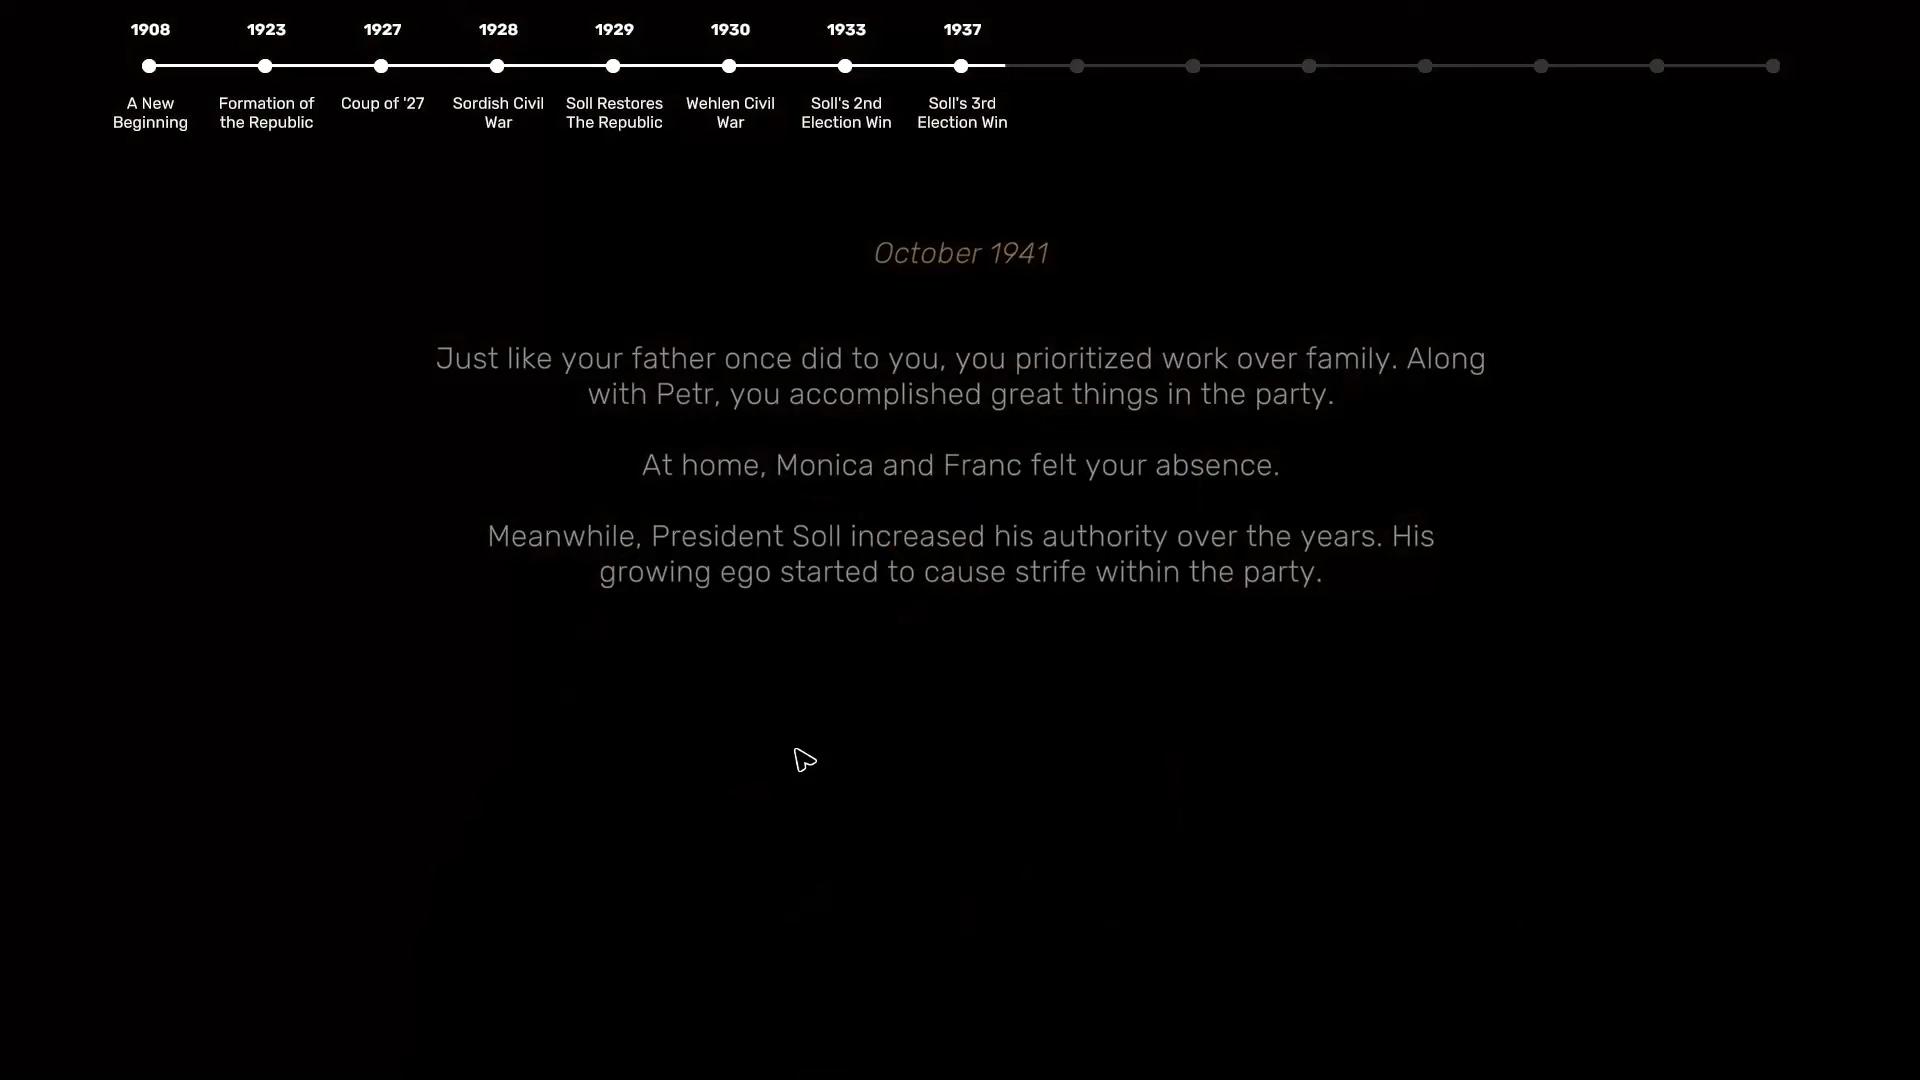 1908 1923 1927 1928 1929 1930 1933 1937
A New Formation of Coup of '27 Sordish Civil Soll Restores Wehlen Civil Soll's 2nd Soll's 3rd
Beginning the Republic War The Republic War Election Win Election Win
October 1941
Just like your father once did to you, you prioritized work over family. Along
with Petr, you accomplished great things in the party.
At home, Monica and Franc felt your absence.
Meanwhile, President Soll increased his authority over the years. His
growing ego started to cause strife within the party.